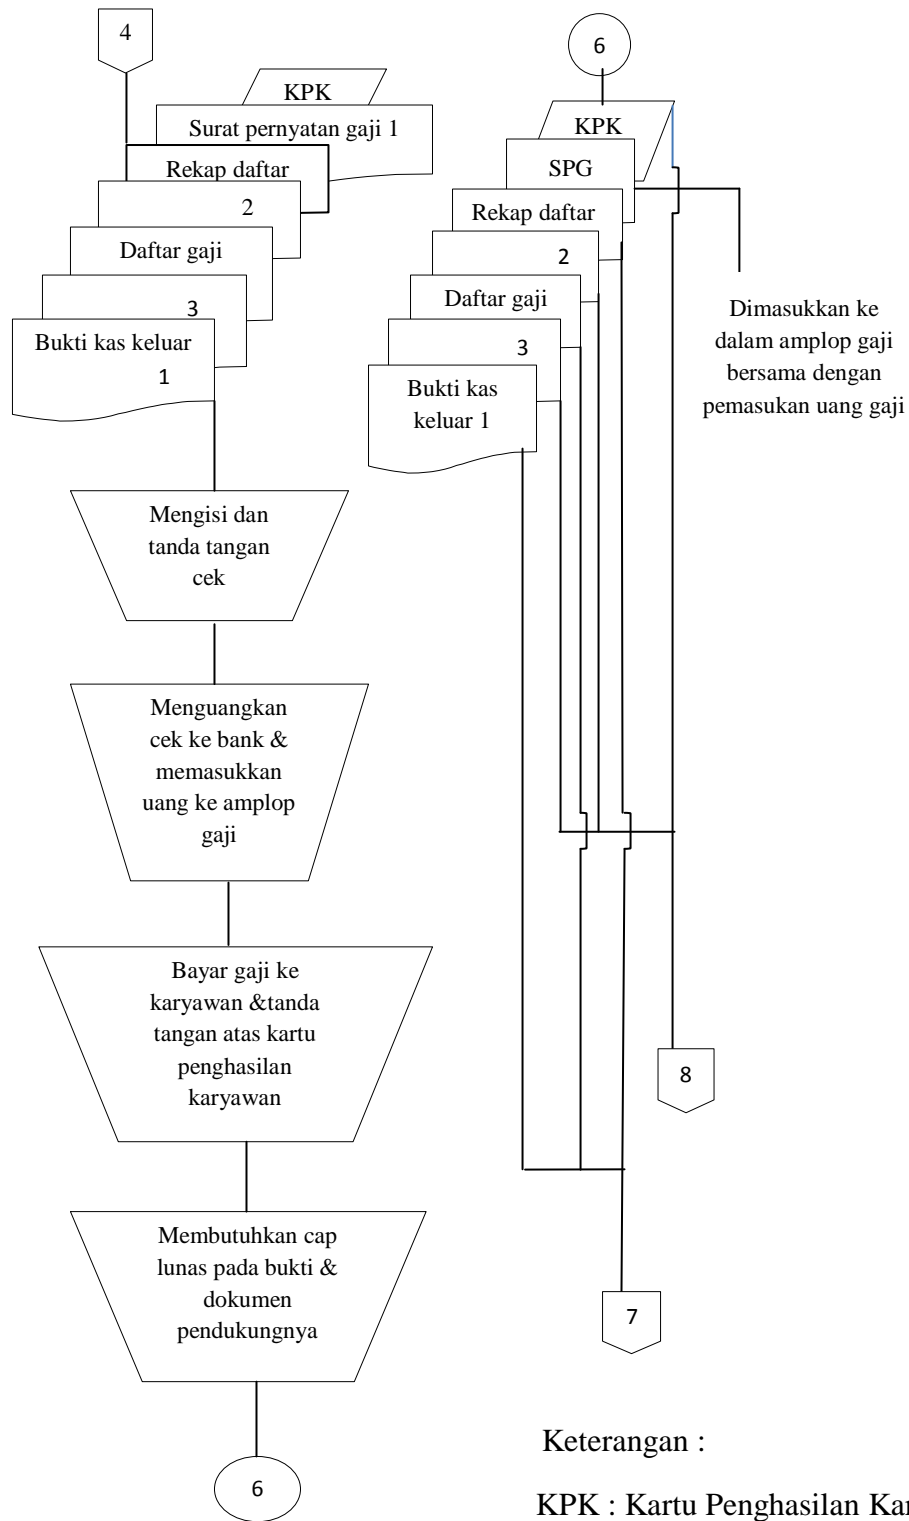 4
KPK
Surat pernyatan gaji 1
Rekap daftar
2
Daftar gaji
3
Bukti kas keluar
1
Mengisi dan
tanda tangan
cek
Menguangkan
cek ke bank &
memasukkan
uang ke amplop
gaji
Bayar gaji ke
karyawan &tanda
tangan atas kartu
penghasilan
karyawan
Membutuhkan cap
lunas pada bukti &
dokumen
pendukungnya
6
6
KPK
SPG
Rekap daftar
2
Daftar gaji
3
Bukti kas
keluar 1
Dimasukkan ke
dalam amplop gaji
bersama dengan
pemasukan uang gaji
8
7
Keterangan :
KPK : Kartu Penghasilan